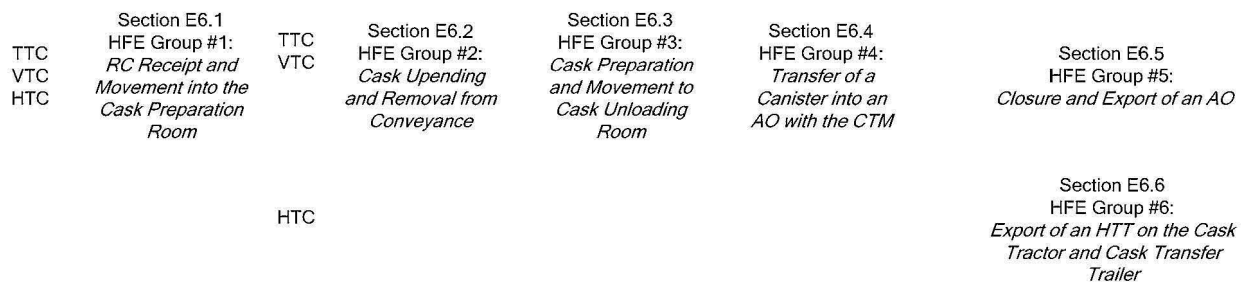 TTC
VTC
HTC
Section E6.1
HFE Group #1:
RC Receipt and
Movement into the
Cask Preparation
Room
TTC
VTC
Section E6.2
HFE Group #2:
Cask Upending
and Removal from
Conveyance
Section E6.3
HFE Group #3:
Cask Preparation
and Movement to
Cask Unloading
Room
Section E6.4
HFE Group #4:
Transfer of a
Canister into an
AO with the CTM
Section E6.5
HFE Group #5:
Closure and Export of an AO
HTC
Section E6.6
HFE Group #6:
Export of an HTT on the Cask
Tractor and Cask Transfer
Trailer